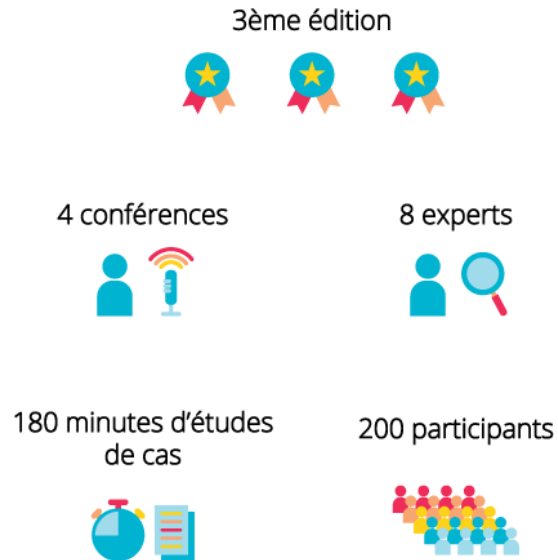 3ème édition
4 conférences
8 experts
180 minutes d'études
de cas
200 participants